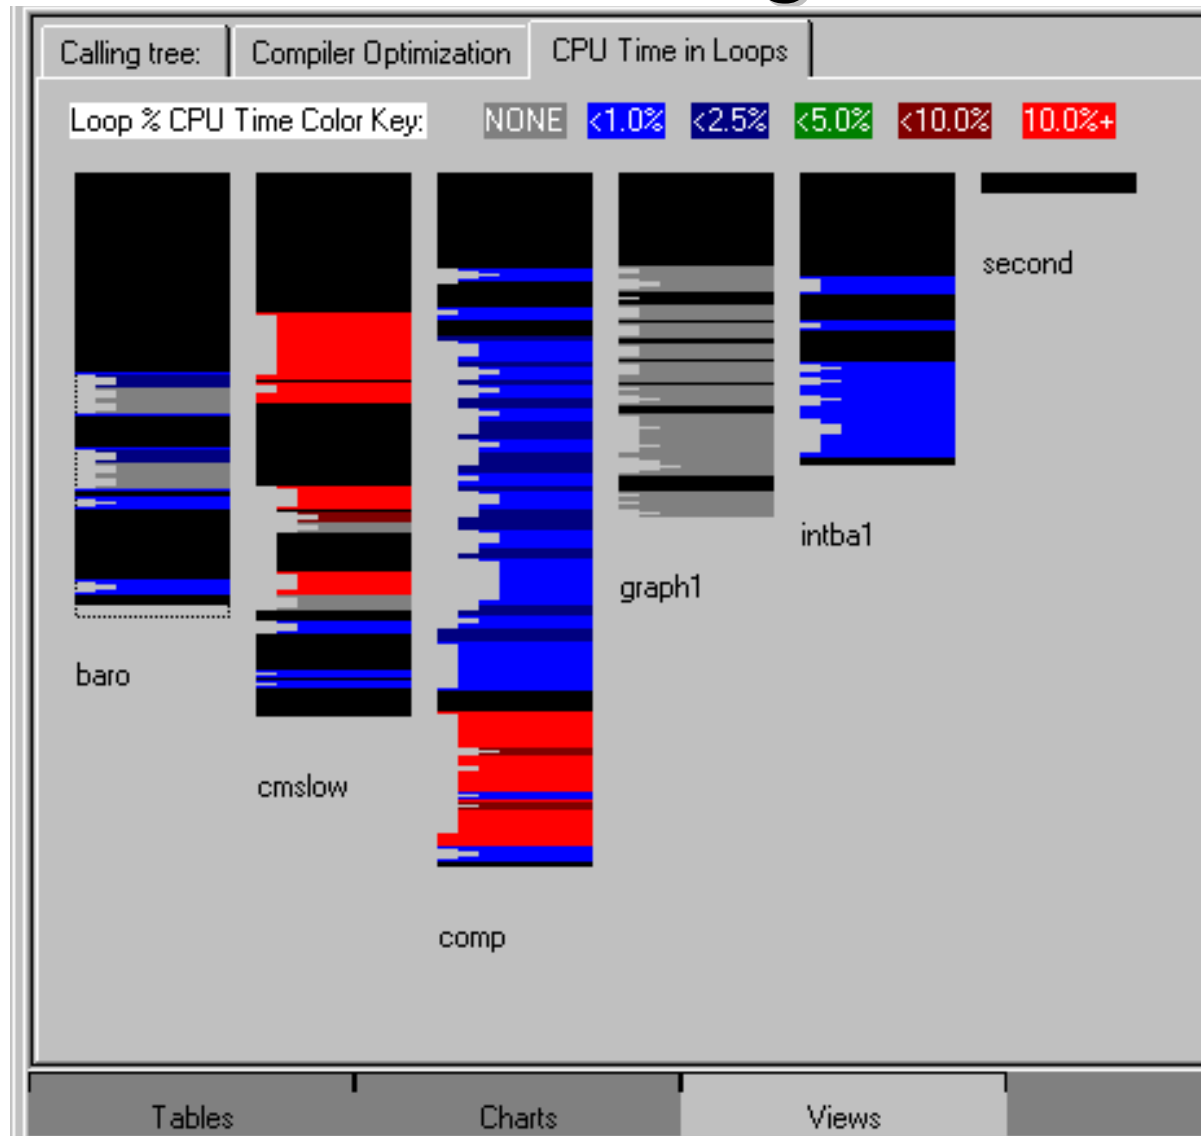 Calling tree: Compiler Optimization CPU Time in Loops
Loop % CPU Time Color Key: NONE <1.0% <2.5% <5.0% <10.0% 10.0%+
second
intba1
graph1
baro
cmslow
comp
Tables Charts Views